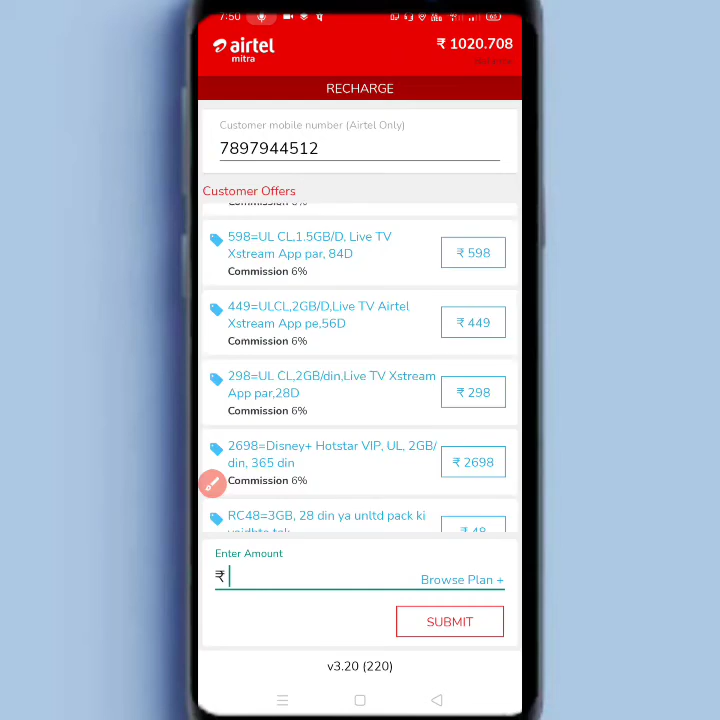 7:50
airtel
mitra
₹ 1020.708
RECHARGE
Customer mobile number (Airtel Only)
7897944512
Customer Offers
598=UL CL,1.5GB/D, Live TV
Xstream App par, 84D
₹ 598
Commission 6%
449=ULCL,2GB/D,Live TV Airtel
Xstream App pe,56D
₹ 449
Commission 6%
298=UL CL,2GB/din,Live TV Xstream
App par,28D
₹ 298
Commission 6%
2698=Disney+ Hotstar VIP, UL, 2GB/
din, 365 din
₹ 2698
Commission 6%
RC48=3GB, 28 din ya unltd pack ki
₹ 48
Enter Amount
₹
Browse Plan +
SUBMIT
v3.20 (220)